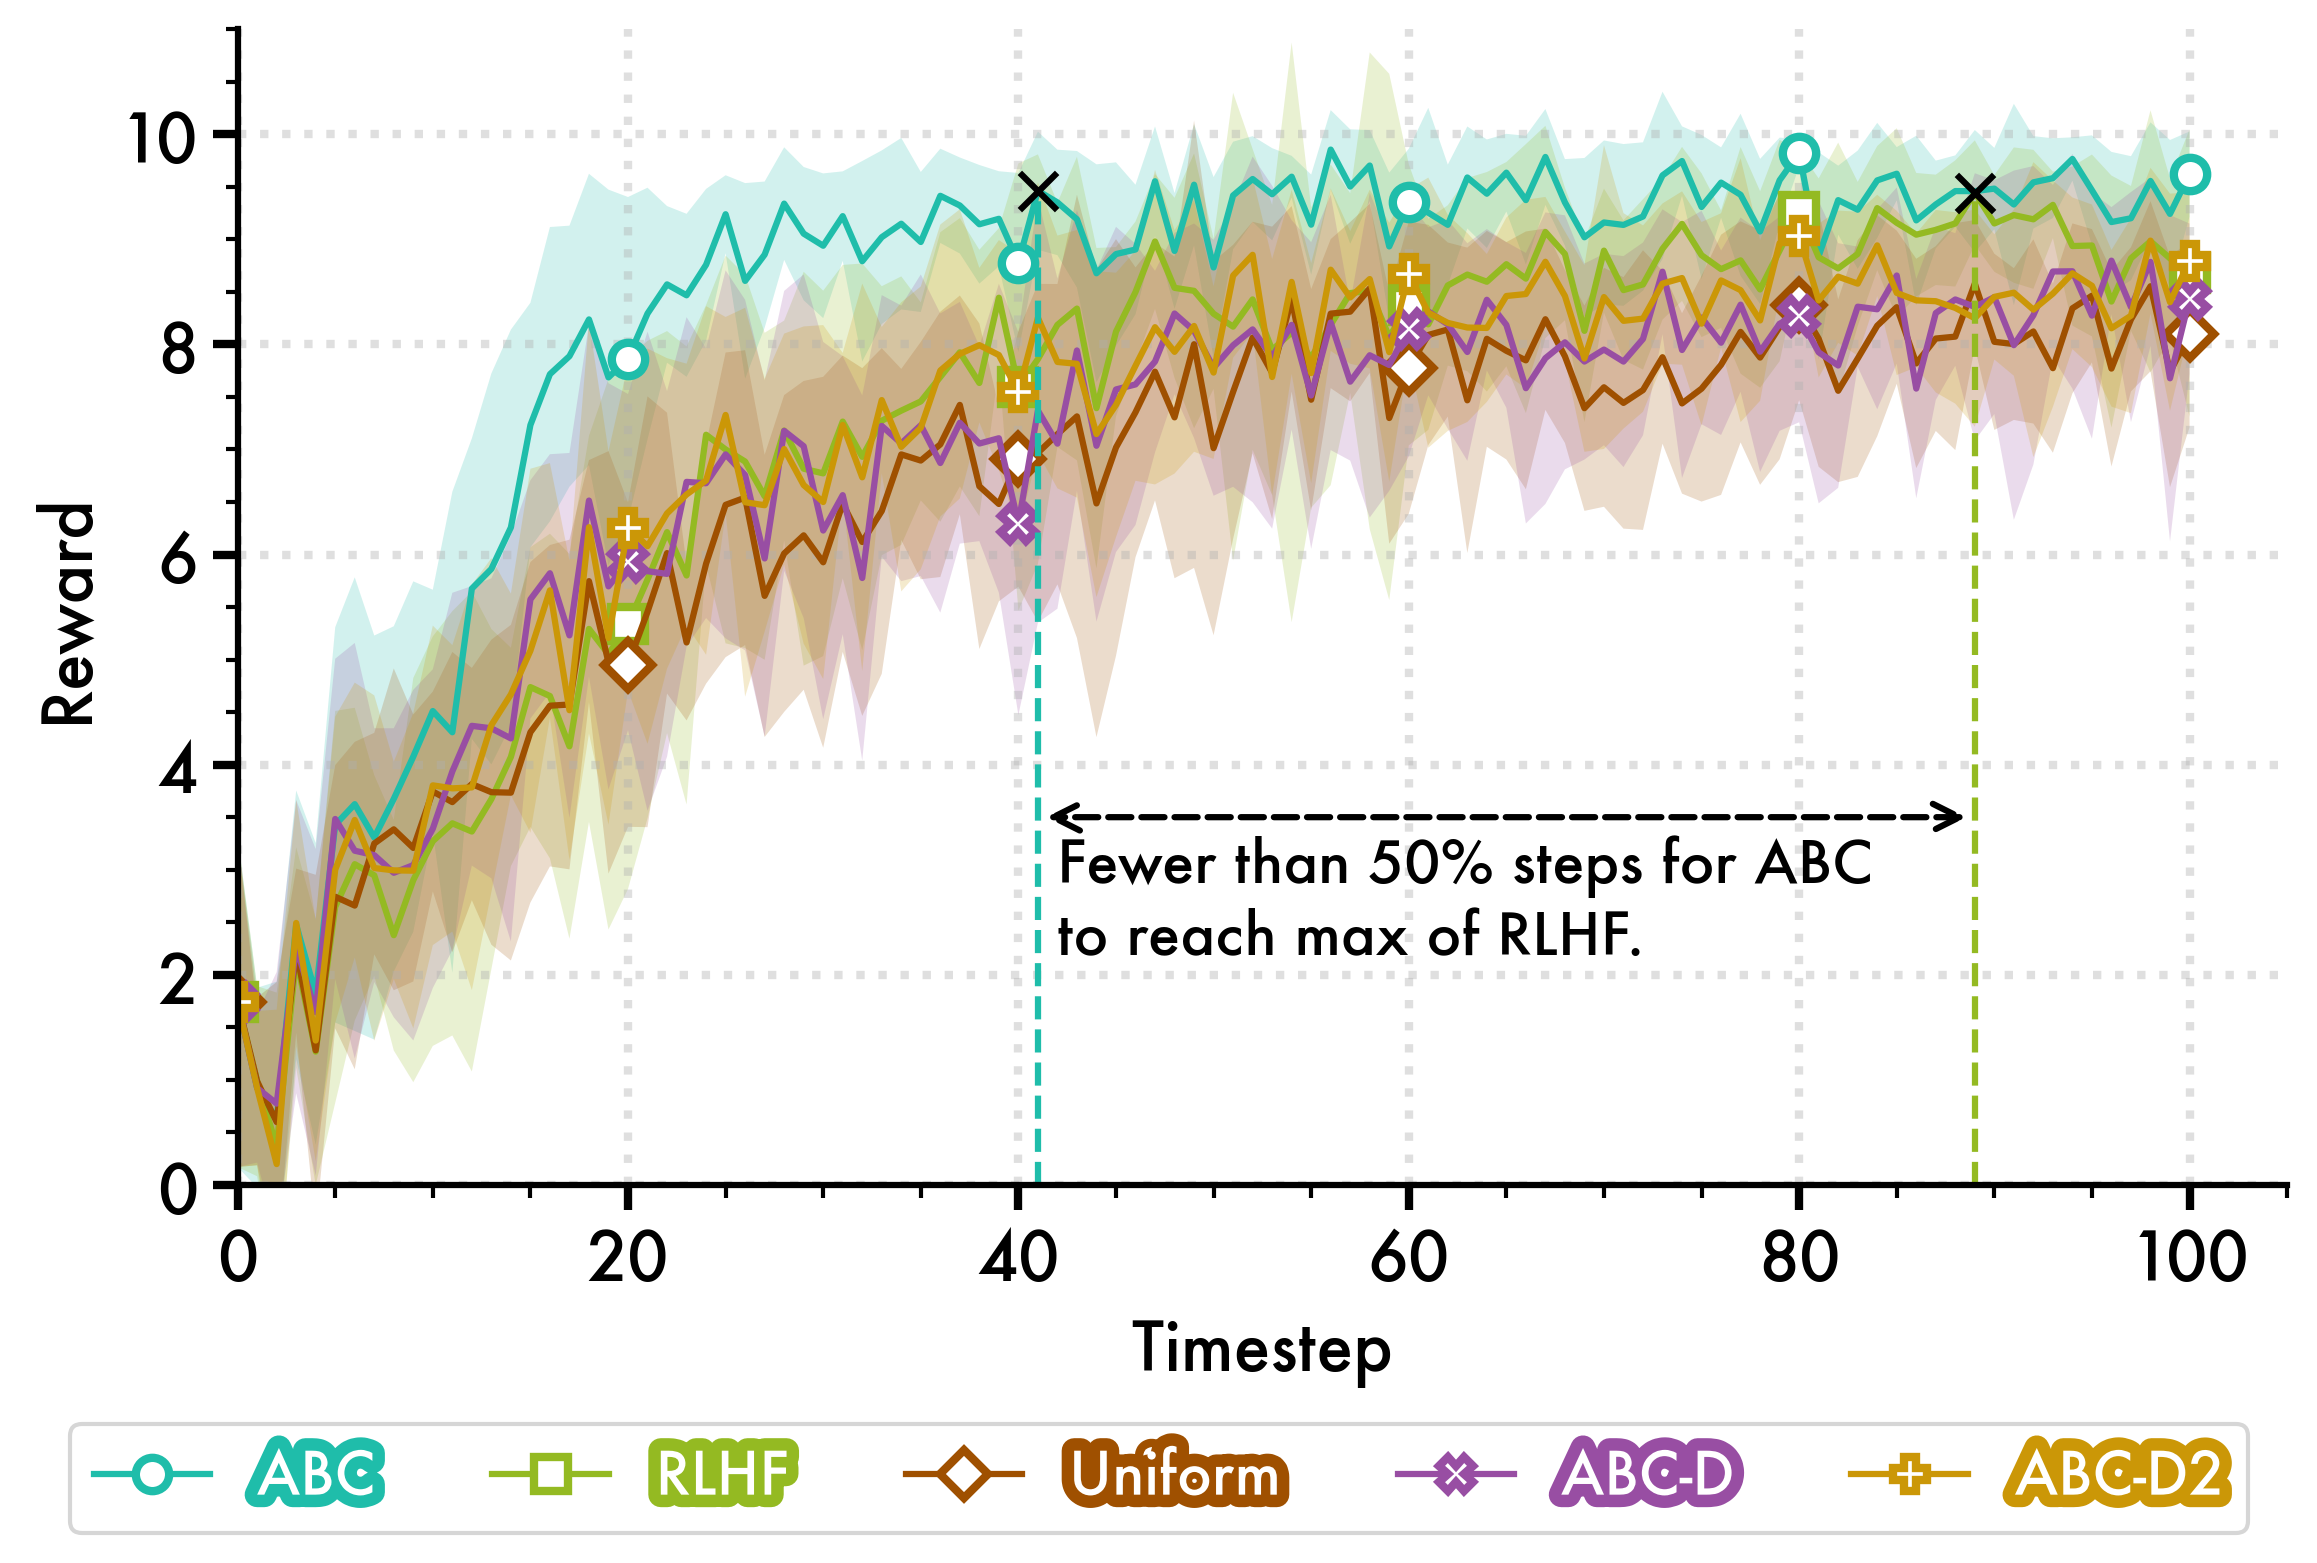 Reward
10
8
6
4
2
0
Fewer than 50% steps for ABC
to reach max of RLHF.
0 20 40 60 80 100
Timestep
ABC RLHF Uniform ABC-D ABC-D2